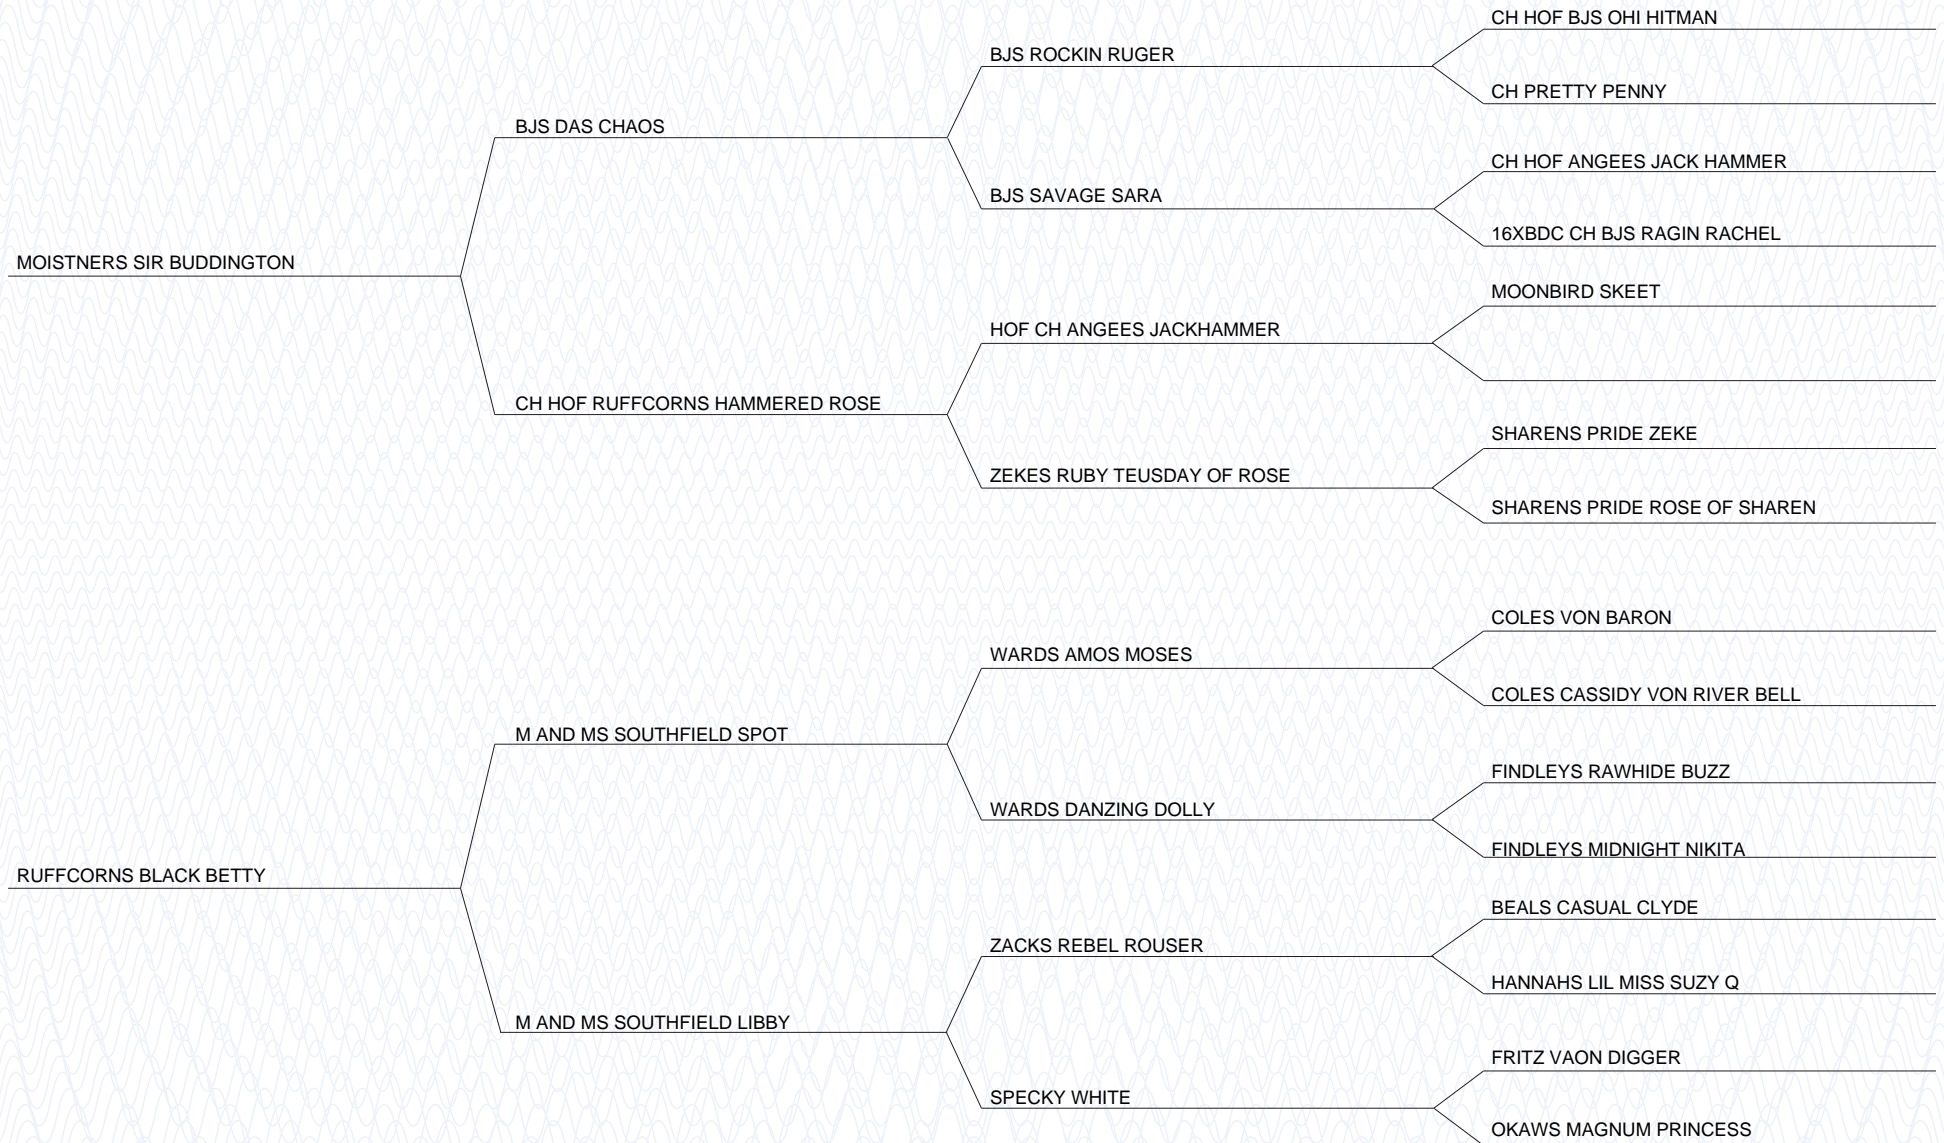 CH HOF BJS OHI HITMAN
BJS ROCKIN RUGER
CH PRETTY PENNY
BJS DAS CHAOS
CH HOF ANGEES JACK HAMMER
BJS SAVAGE SARA
16XBDC CH BJS RAGIN RACHEL
MOISTNERS SIR BUDDINGTON
MOONBIRD SKEET
HOF CH ANGEES JACKHAMMER
CH HOF RUFFCORNS HAMMERED ROSE
SHARENS PRIDE ZEKE
ZEKES RUBY TEUSDAY OF ROSE
SHARENS PRIDE ROSE OF SHAREN
COLES VON BARON
WARDS AMOS MOSES
COLES CASSIDY VON RIVER BELL
M AND MS SOUTHFIELD SPOT
FINDLEYS RAWHIDE BUZZ
WARDS DANZING DOLLY
FINDLEYS MIDNIGHT NIKITA
RUFFCORNS BLACK BETTY
BEALS CASUAL CLYDE
ZACKS REBEL ROUSER
HANNAHS LIL MISS SUZY Q
M AND MS SOUTHFIELD LIBBY
FRITZ VAON DIGGER
SPECKY WHITE
OKAWS MAGNUM PRINCESS